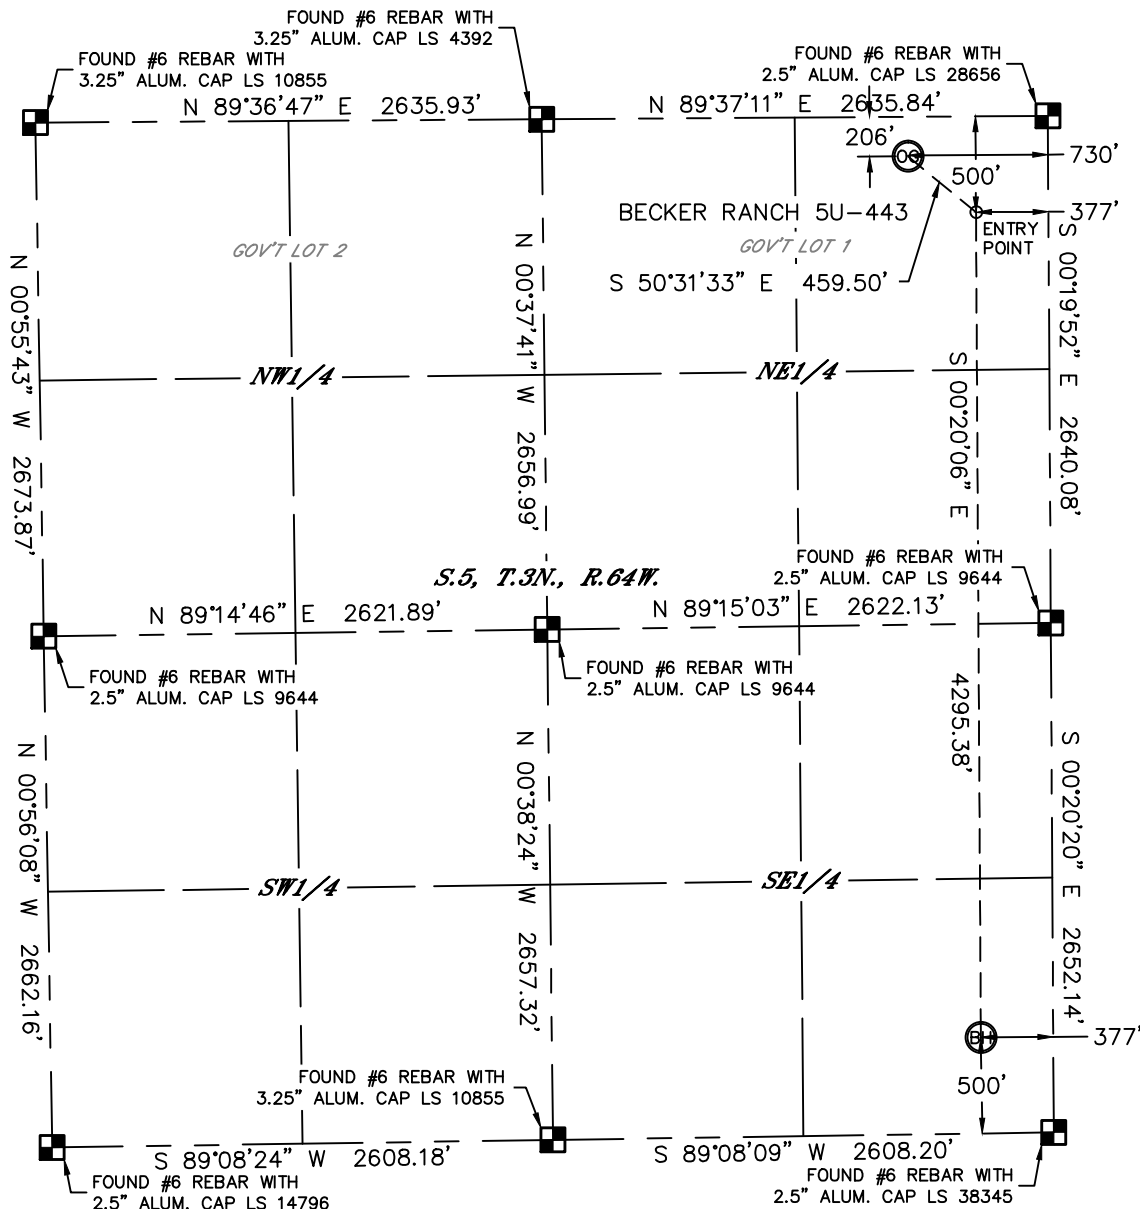 FOUND #6 REBAR WITH
3.25" ALUM. CAP LS 4392
FOUND #6 REBAR WITH
3.25" ALUM. CAP LS 10855
FOUND #6 REBAR WITH
2.5" ALUM. CAP LS 28656
N 89°36'47" E 2635.93'
N 89°37'11" E 2635.84'
206'
OG
730'
500'
BECKER RANCH 5U-443
377'
ENTRY
POINT
GOV'T LOT 2
GOV'T LOT 1
S 50°31'33" E 459.50'
N 00°55'43" W 2673.87'
N 00°37'41" W 2656.99'
S 00°20'06" E 4295.38'
S 00°19'52" E 2640.08'
NW1/4
NE1/4
S.5, T.3N., R.64W.
FOUND #6 REBAR WITH
2.5" ALUM. CAP LS 9644
N 89°14'46" E 2621.89'
N 89°15'03" E 2622.13'
FOUND #6 REBAR WITH
2.5" ALUM. CAP LS 9644
FOUND #6 REBAR WITH
2.5" ALUM. CAP LS 9644
N 00°56'08" W 2662.16'
N 00°38'24" W 2657.32'
S 00°20'20" E 2652.14'
SW1/4
SE1/4
BH
377'
500'
FOUND #6 REBAR WITH
3.25" ALUM. CAP LS 10855
S 89°08'24" W 2608.18'
S 89°08'09" W 2608.20'
FOUND #6 REBAR WITH
2.5" ALUM. CAP LS 14796
FOUND #6 REBAR WITH
2.5" ALUM. CAP LS 38345